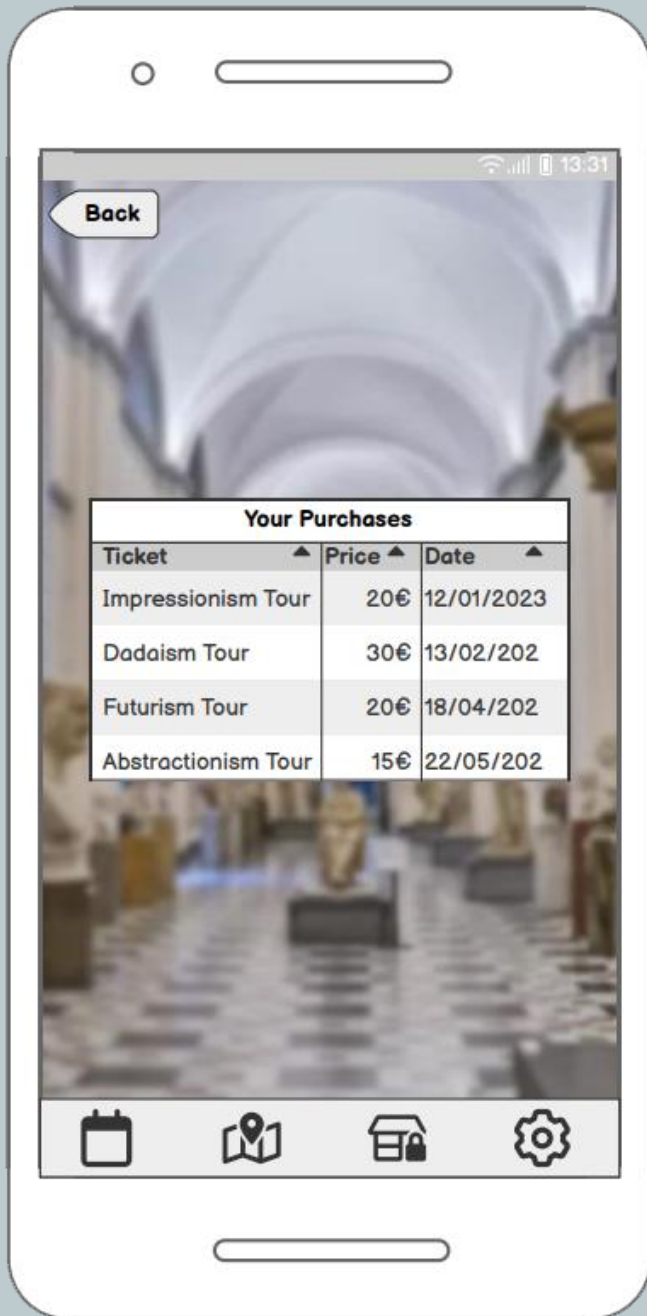 13:31
Back
Your Purchases
Ticket Price Date
Impressionism Tour 20€ 12/01/2023
Dadaism Tour 30€ 13/02/202
Futurism Tour 20€ 18/04/202
Abstractionism Tour 15€ 22/05/202